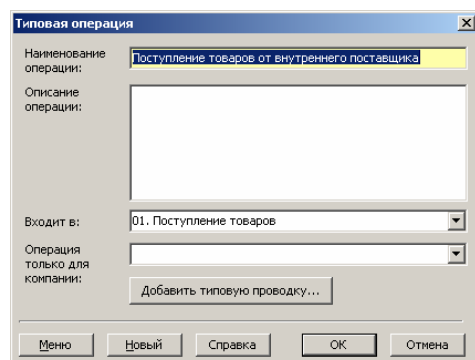 Типовая операция
Наименование
операции:
Поступление товаров от внутреннего поставщика
Описание
операции:
Входит в:
01. Поступление товаров
Операция
только для
компании:
Добавить типовую проводку...
Меню
Новый
Справка
ОК
Отмена